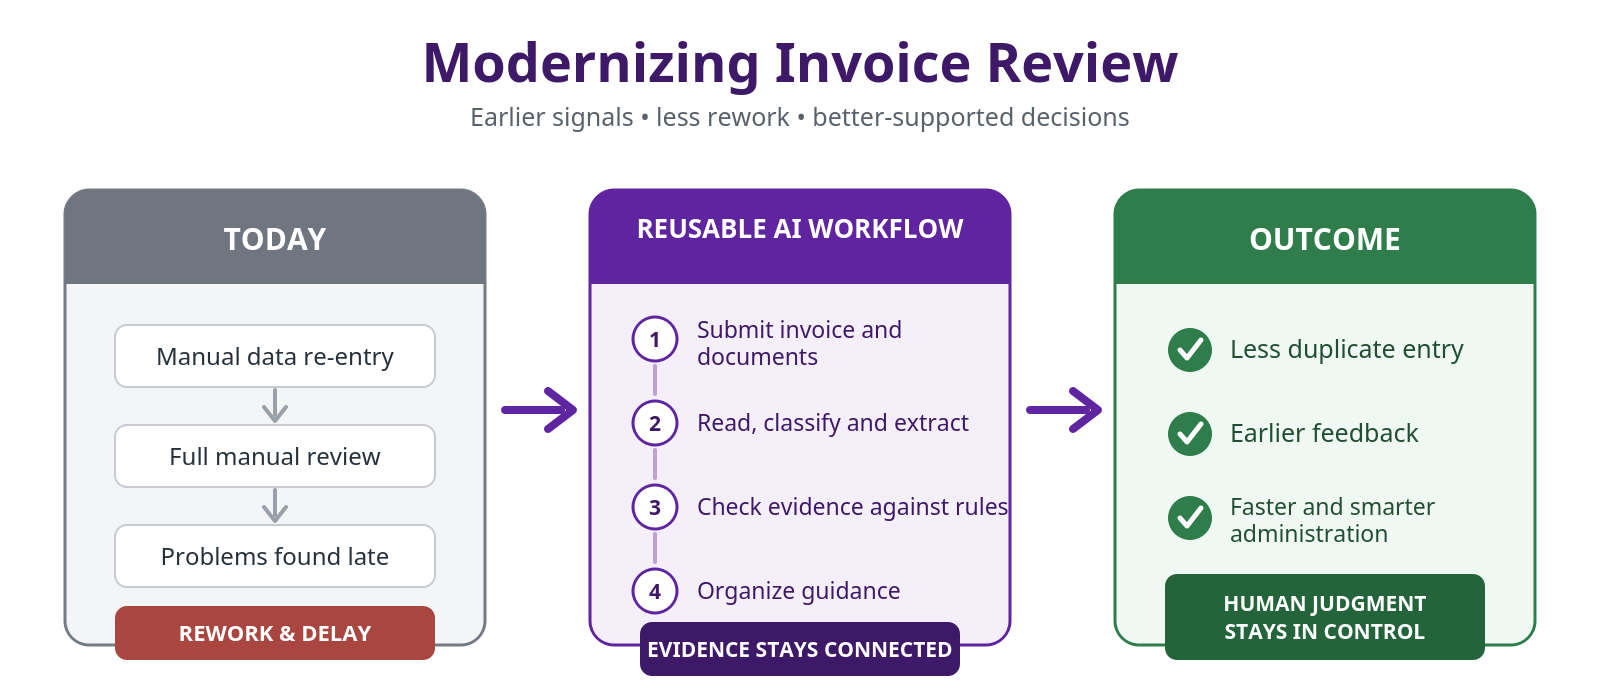 Modernizing Invoice Review
Earlier signals • less rework • better-supported decisions
TODAY
Manual data re-entry
Full manual review
Problems found late
REWORK & DELAY
REUSABLE AI WORKFLOW
1
Submit invoice and
documents
2
Read, classify and extract
3
Check evidence against rules
4
Organize guidance
EVIDENCE STAYS CONNECTED
OUTCOME
Less duplicate entry
Earlier feedback
Faster and smarter
administration
HUMAN JUDGMENT
STAYS IN CONTROL